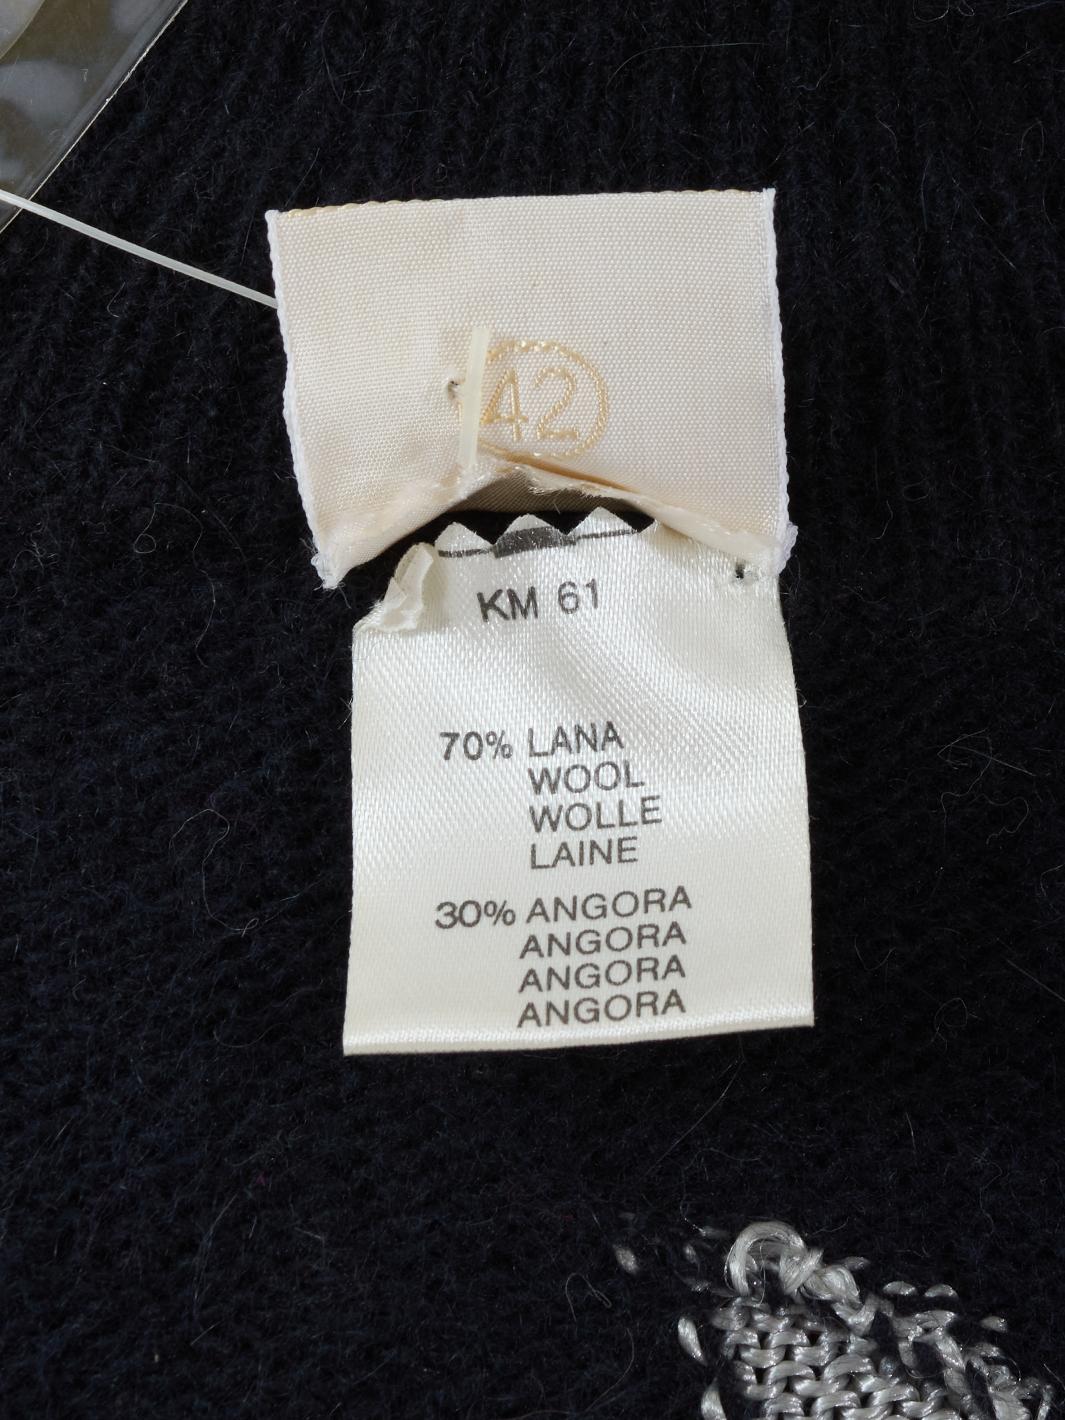 42
KM 61
70% LANA
WOOL
WOLLE
LAINE
30% ANGORA
ANGORA
ANGORA
ANGORA